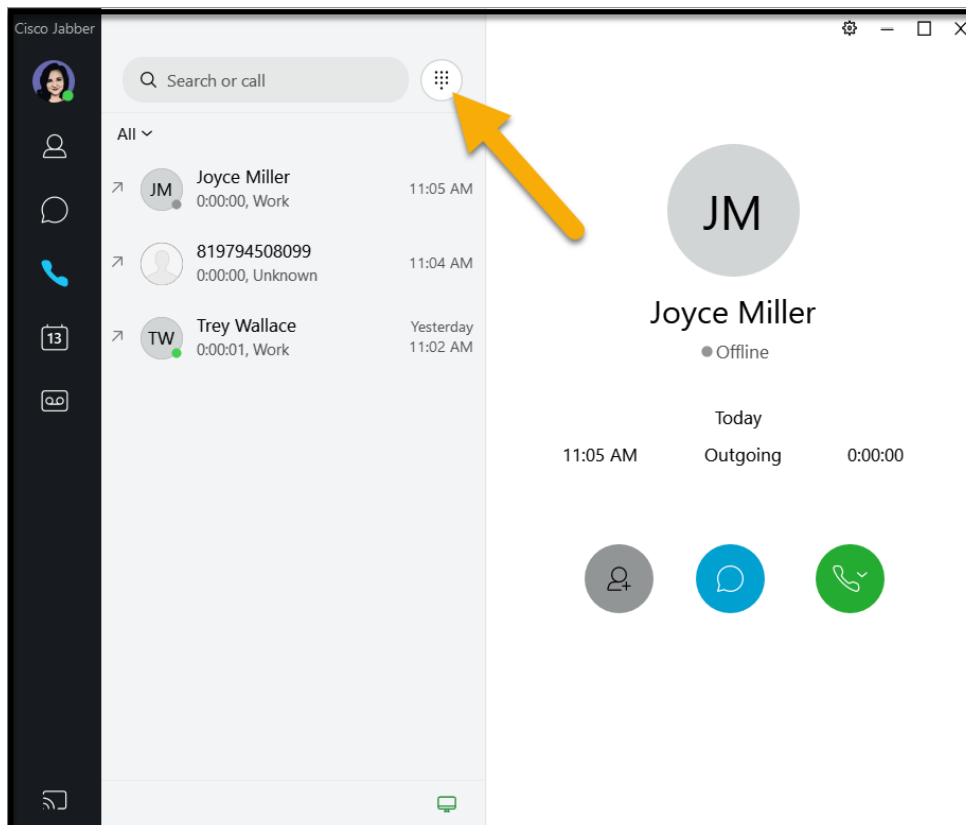 Cisco Jabber
Search or call
All
JM
Joyce Miller
0:00:00, Work
11:05 AM
819794508099
0:00:00, Unknown
11:04 AM
TW
Trey Wallace
0:00:01, Work
Yesterday
11:02 AM
13
JM
Joyce Miller
Offline
Today
11:05 AM Outgoing 0:00:00